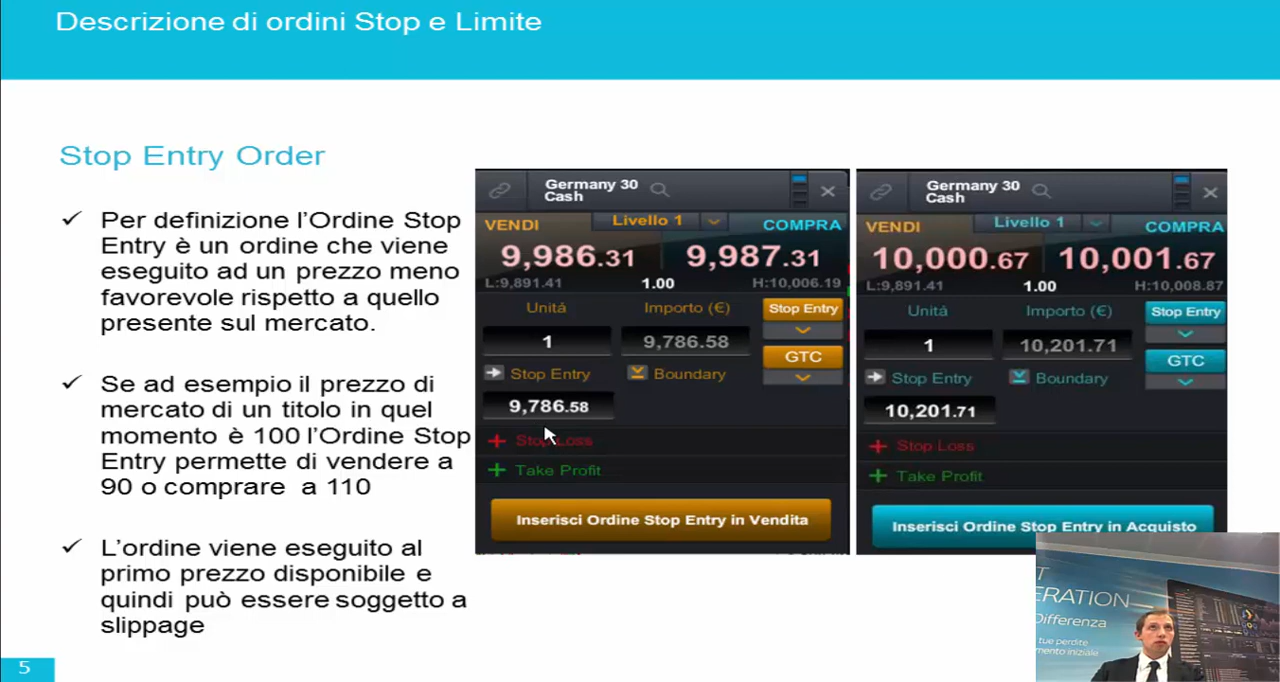 Descrizione di ordini Stop e Limite
Stop Entry Order
✓ Per definizione l'Ordine Stop
Entry è un ordine che viene
eseguito ad un prezzo meno
favorevole rispetto a quello
presente sul mercato.
✓ Se ad esempio il prezzo di
mercato di un titolo in quel
momento è 100 l'Ordine Stop
Entry permette di vendere a
90 o comprare a 110
✓ L'ordine viene eseguito al
primo prezzo disponibile e
quindi può essere soggetto a
slippage
5
Germany 30
Cash
VENDI Livello 1 COMPRA
9,986.31 9,987.31
L:9,891.41 1.00 H:10,006.19
Unitá Importo (€) Stop Entry
1 9,786.58
GTC
Stop Entry Boundary
9,786.58
Stop Loss
Take Profit
Inserisci Ordine Stop Entry in Vendita
Germany 30
Cash
VENDI Livello 1 COMPRA
10,000.67 10,001.67
L:9,891.41 1.00 H:10,008.87
Unitá Importo (€) Stop Entry
1 10,201.71
GTC
Stop Entry Boundary
10,201.71
Stop Loss
Take Profit
Inserisci Ordine Stop Entry in Acquisto
T
ERATION
Differenza
tue perdite
mento iniziale